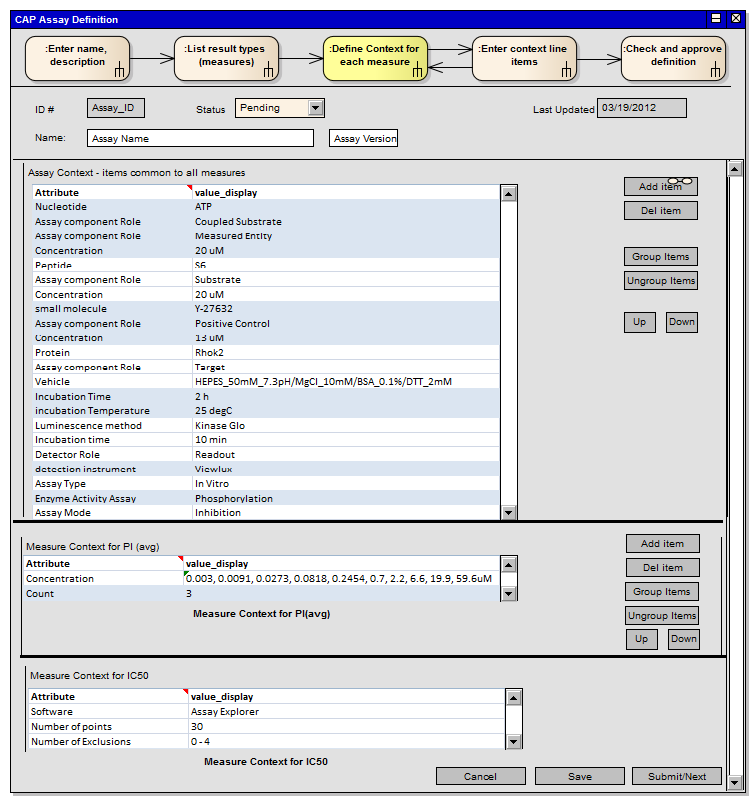 CAP Assay Definition
:Enter name, description
:List result types (measures)
:Define Context for each measure
:Enter context line items
:Check and approve definition
ID # Assay_ID Status Pending Last Updated 03/19/2012
Name: Assay Name Assay Version
Assay Context - items common to all measures
Attribute value_display
Nucleotide ATP
Assay component Role Coupled Substrate
Assay component Role Measured Entity
Concentration 20 uM
Peptide S6
Assay component Role Substrate
Concentration 20 uM
small molecule Y-27632
Assay component Role Positive Control
Concentration 13 uM
Protein Rhok2
Assay component Role Target
Vehicle HEPES_50mM_7.3pH/MgCl_10mM/BSA_0.1%/DTT_2mM
Incubation Time 2 h
incubation Temperature 25 degC
Luminescence method Kinase Glo
Incubation time 10 min
Detector Role Readout
detection instrument Viewlux
Assay Type In Vitro
Enzyme Activity Assay Phosphorylation
Assay Mode Inhibition
Add item
Del item
Group Items
Ungroup Items
Up Down
Measure Context for PI (avg)
Attribute value_display
Concentration 0.003, 0.0091, 0.0273, 0.0818, 0.2454, 0.7, 2.2, 6.6, 19.9, 59.6uM
Count 3
Measure Context for PI(avg)
Add item
Del item
Group Items
Ungroup Items
Up Down
Measure Context for IC50
Attribute value_display
Software Assay Explorer
Number of points 30
Number of Exclusions 0 - 4
Measure Context for IC50
Cancel Save Submit/Next